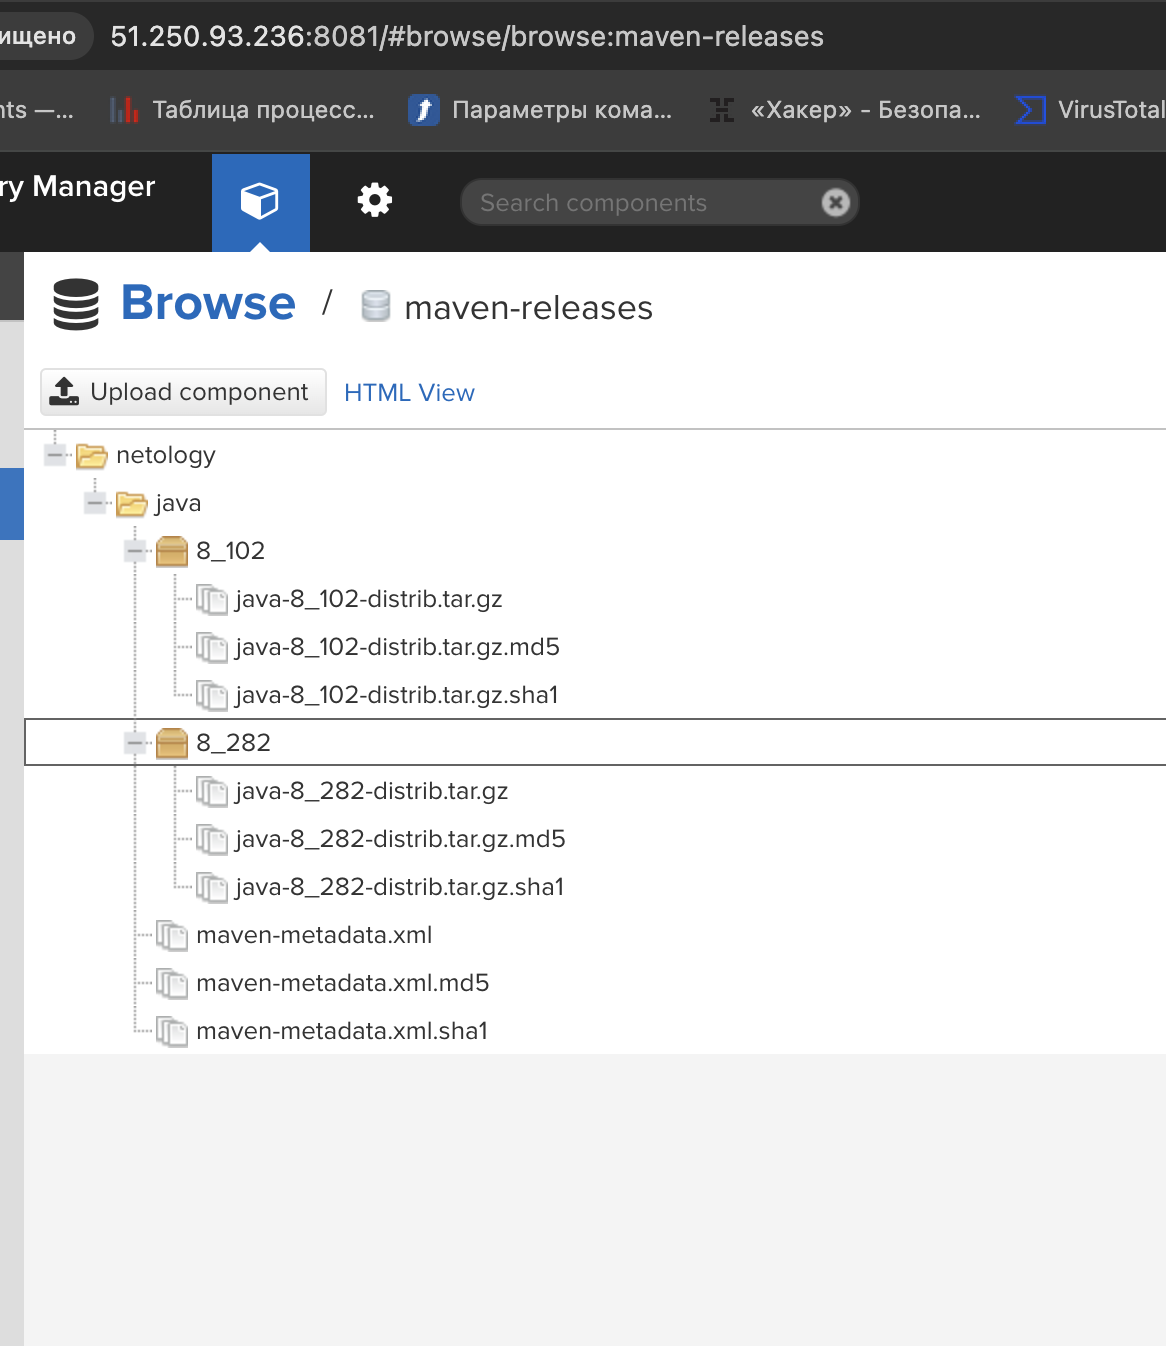 ищено 51.250.93.236:8081/#browse/browse:maven-releases
nts —... Таблица процесс... Параметры кома... «Хакер» - Безопа... VirusTotal
ry Manager Search components
Browse / maven-releases
Upload component HTML View
netology
java
8_102
java-8_102-distrib.tar.gz
java-8_102-distrib.tar.gz.md5
java-8_102-distrib.tar.gz.sha1
8_282
java-8_282-distrib.tar.gz
java-8_282-distrib.tar.gz.md5
java-8_282-distrib.tar.gz.sha1
maven-metadata.xml
maven-metadata.xml.md5
maven-metadata.xml.sha1